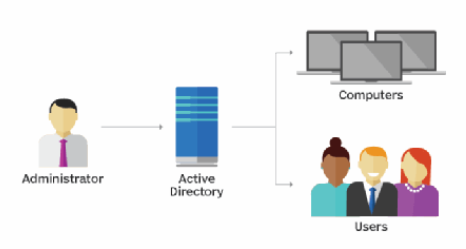 Computers
Administrator
Active
Directory
Users